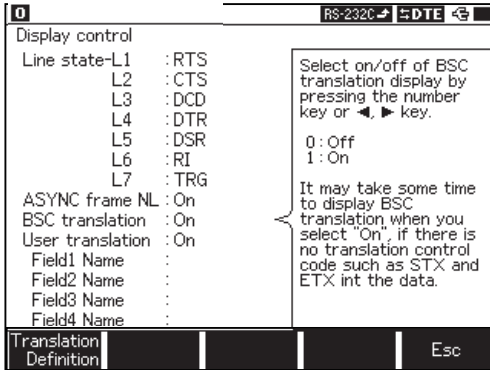 0 RS-232C DTE
Display control
Line state-L1 :RTS
L2 :CTS
L3 :DCD
L4 :DTR
L5 :DSR
L6 :RI
L7 :TRG
ASYNC frame NL :On
BSC translation :On
User translation :On
Field1 Name :
Field2 Name :
Field3 Name :
Field4 Name :
Select on/off of BSC
translation display by
pressing the number
key or ◀, ▶ key.
0:Off
1:On
It may take some time
to display BSC
translation when you
select "On", if there is
no translation control
code such as STX and
ETX int the data.
Translation
Definition
Esc